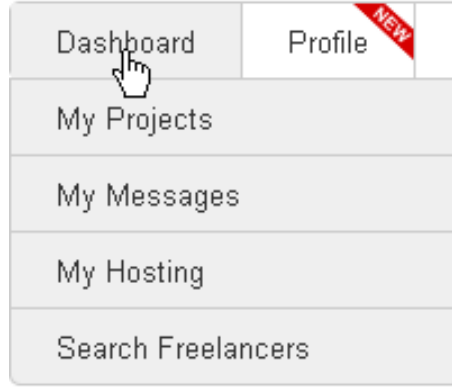 Dashboard Profile NEW
My Projects
My Messages
My Hosting
Search Freelancers